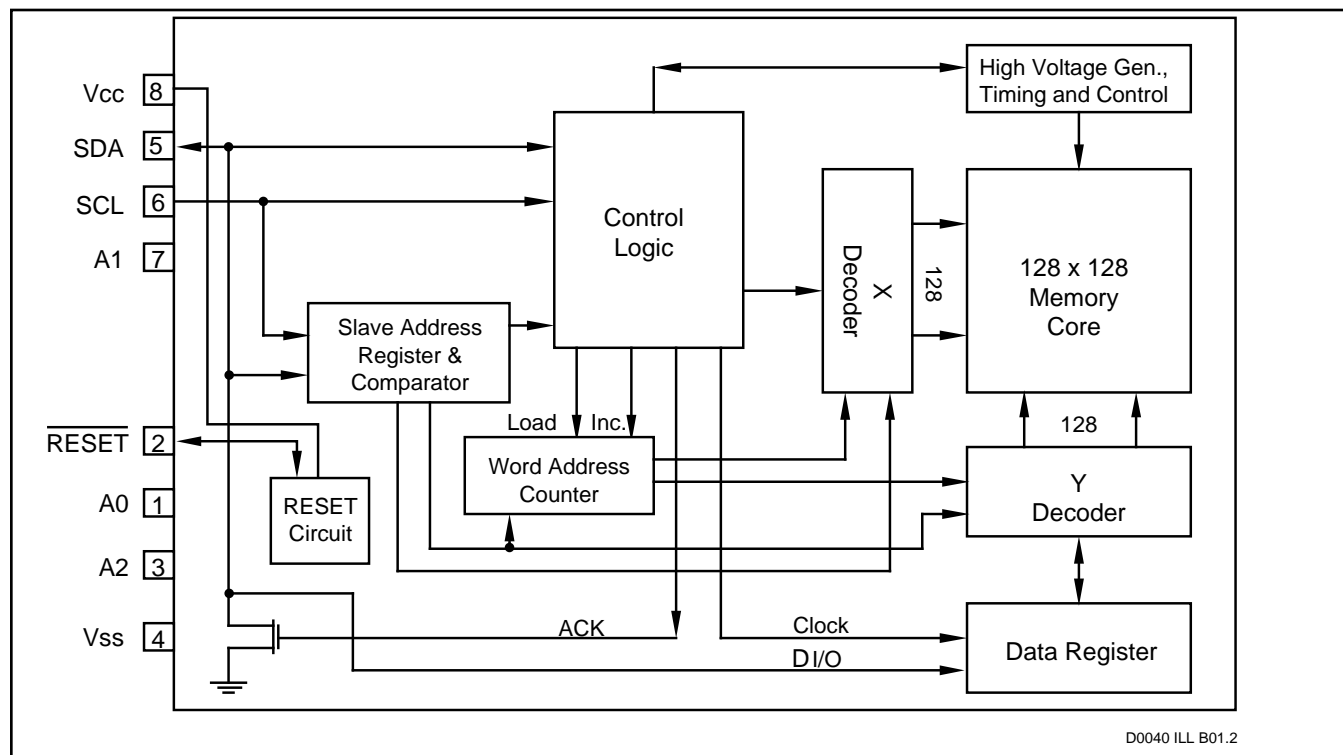 High Voltage Gen.,
Timing and Control
Vcc 8
SDA 5
SCL 6
A1 7
Control
Logic
X
Decoder
128
128 x 128
Memory
Core
Slave Address
Register &
Comparator
Load Inc.
128
RESET 2
Word Address
Counter
Y
Decoder
RESET
Circuit
A0 1
A2 3
Vss 4
ACK
Clock
D I/O
Data Register
D0040 ILL B01.2